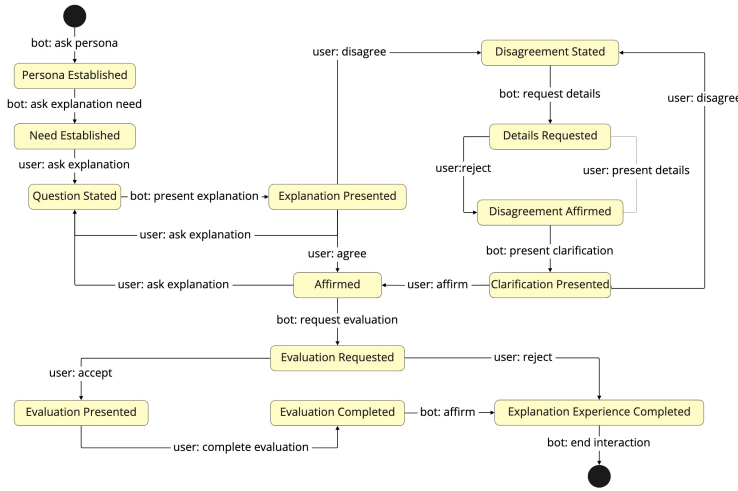 bot: ask persona
user: disagree
Disagreement Stated
Persona Established
bot: request details
user: disagree
bot: ask explanation need
Need Established
Details Requested
user: ask explanation
user:reject
user: present details
Question Stated
bot: present explanation
Explanation Presented
Disagreement Affirmed
user: ask explanation
user: agree
bot: present clarification
user: ask explanation
Affirmed
user: affirm
Clarification Presented
bot: request evaluation
Evaluation Requested
user: reject
user: accept
Evaluation Presented
Evaluation Completed
bot: affirm
Explanation Experience Completed
user: complete evaluation
bot: end interaction